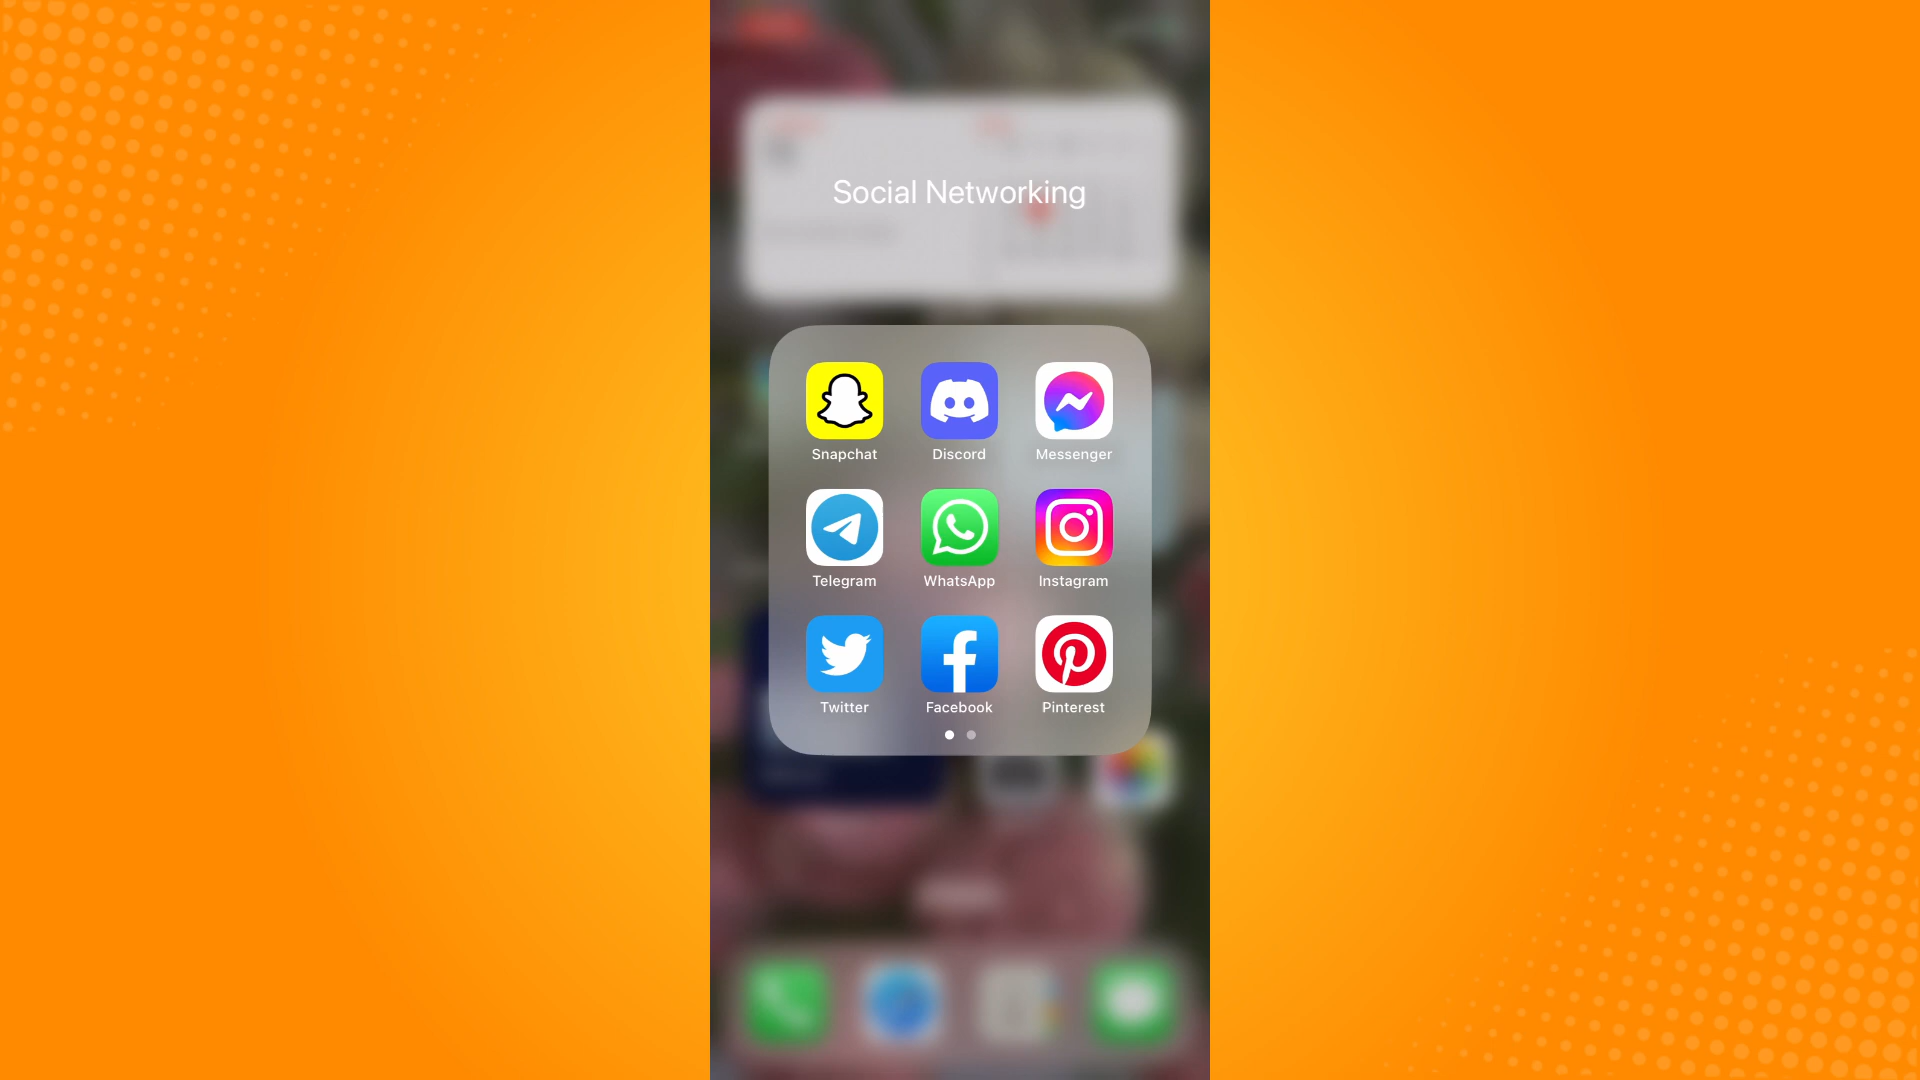 Social Networking
Snapchat Discord Messenger
Telegram WhatsApp Instagram
Twitter Facebook Pinterest